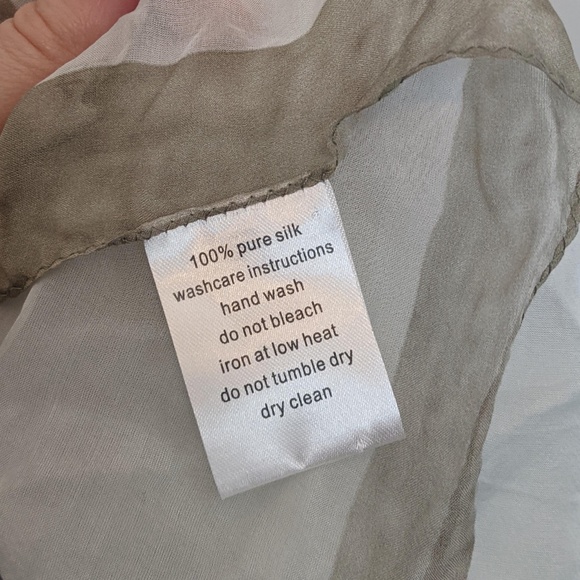 100% pure silk
washcare instructions
hand wash
do not bleach
iron at low heat
do not tumble dry
dry clean